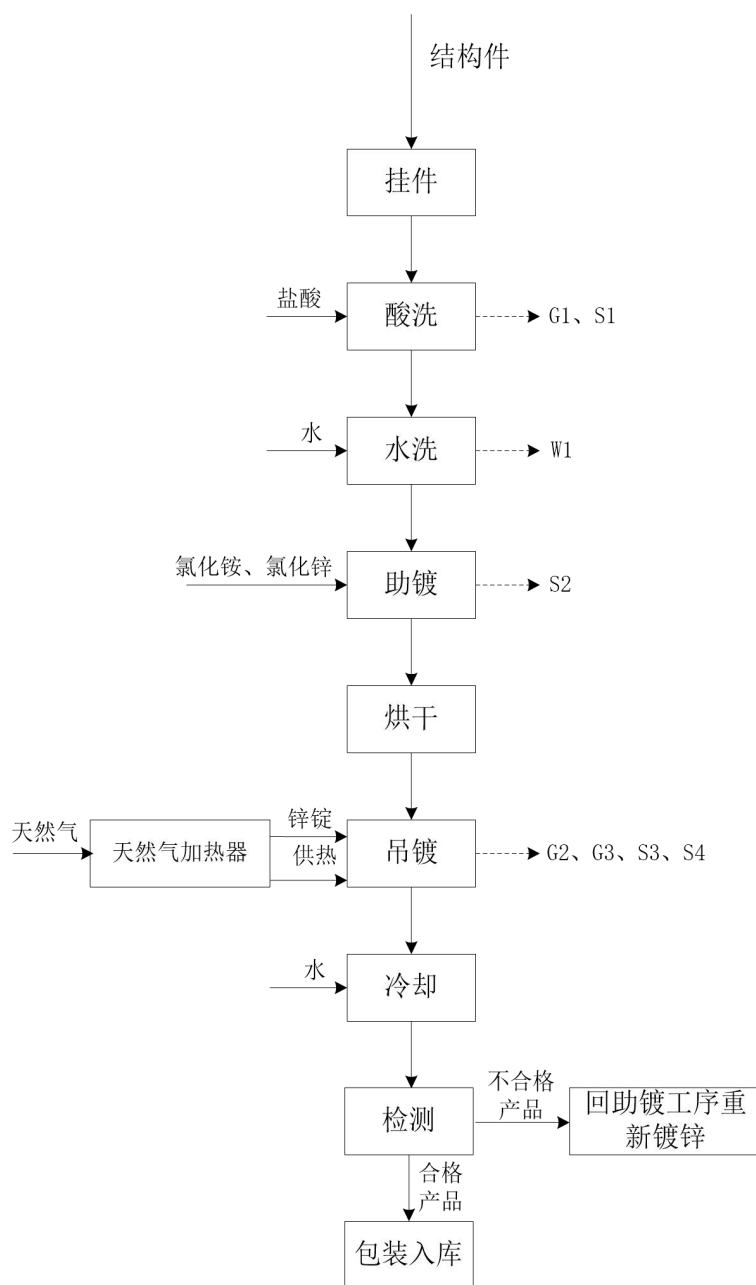 结构件
挂件
盐酸
酸洗
G1、S1
水
水洗
W1
氯化铵、氯化锌
助镀
S2
烘干
天然气
天然气加热器
锌锭
供热
吊镀
G2、G3、S3、S4
水
冷却
检测
不合格
产品
回助镀工序重
新镀锌
合格
产品
包装入库